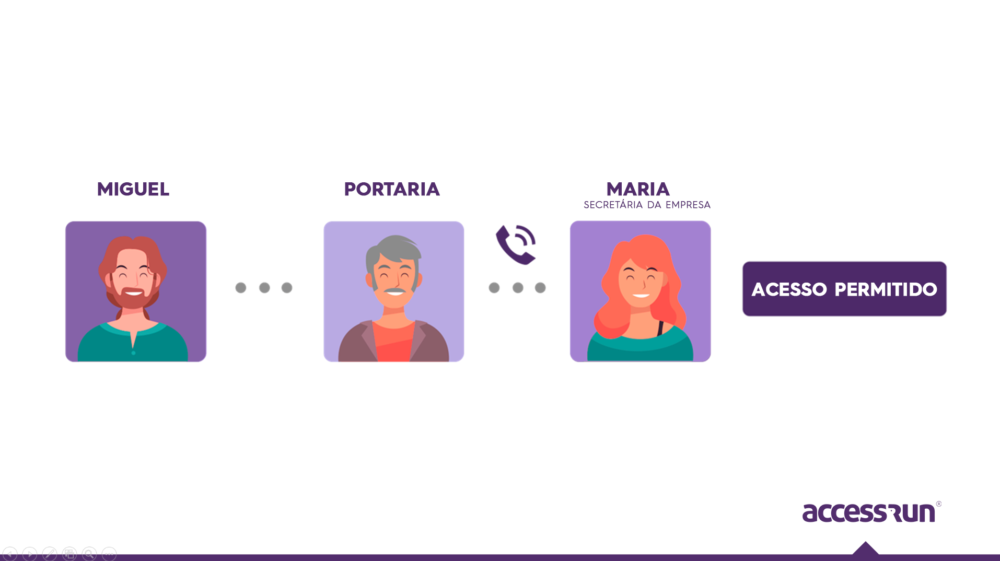 MIGUEL
PORTARIA
MARIA
SECRETÁRIA DA EMPRESA
ACESSO PERMITIDO
accessRun®